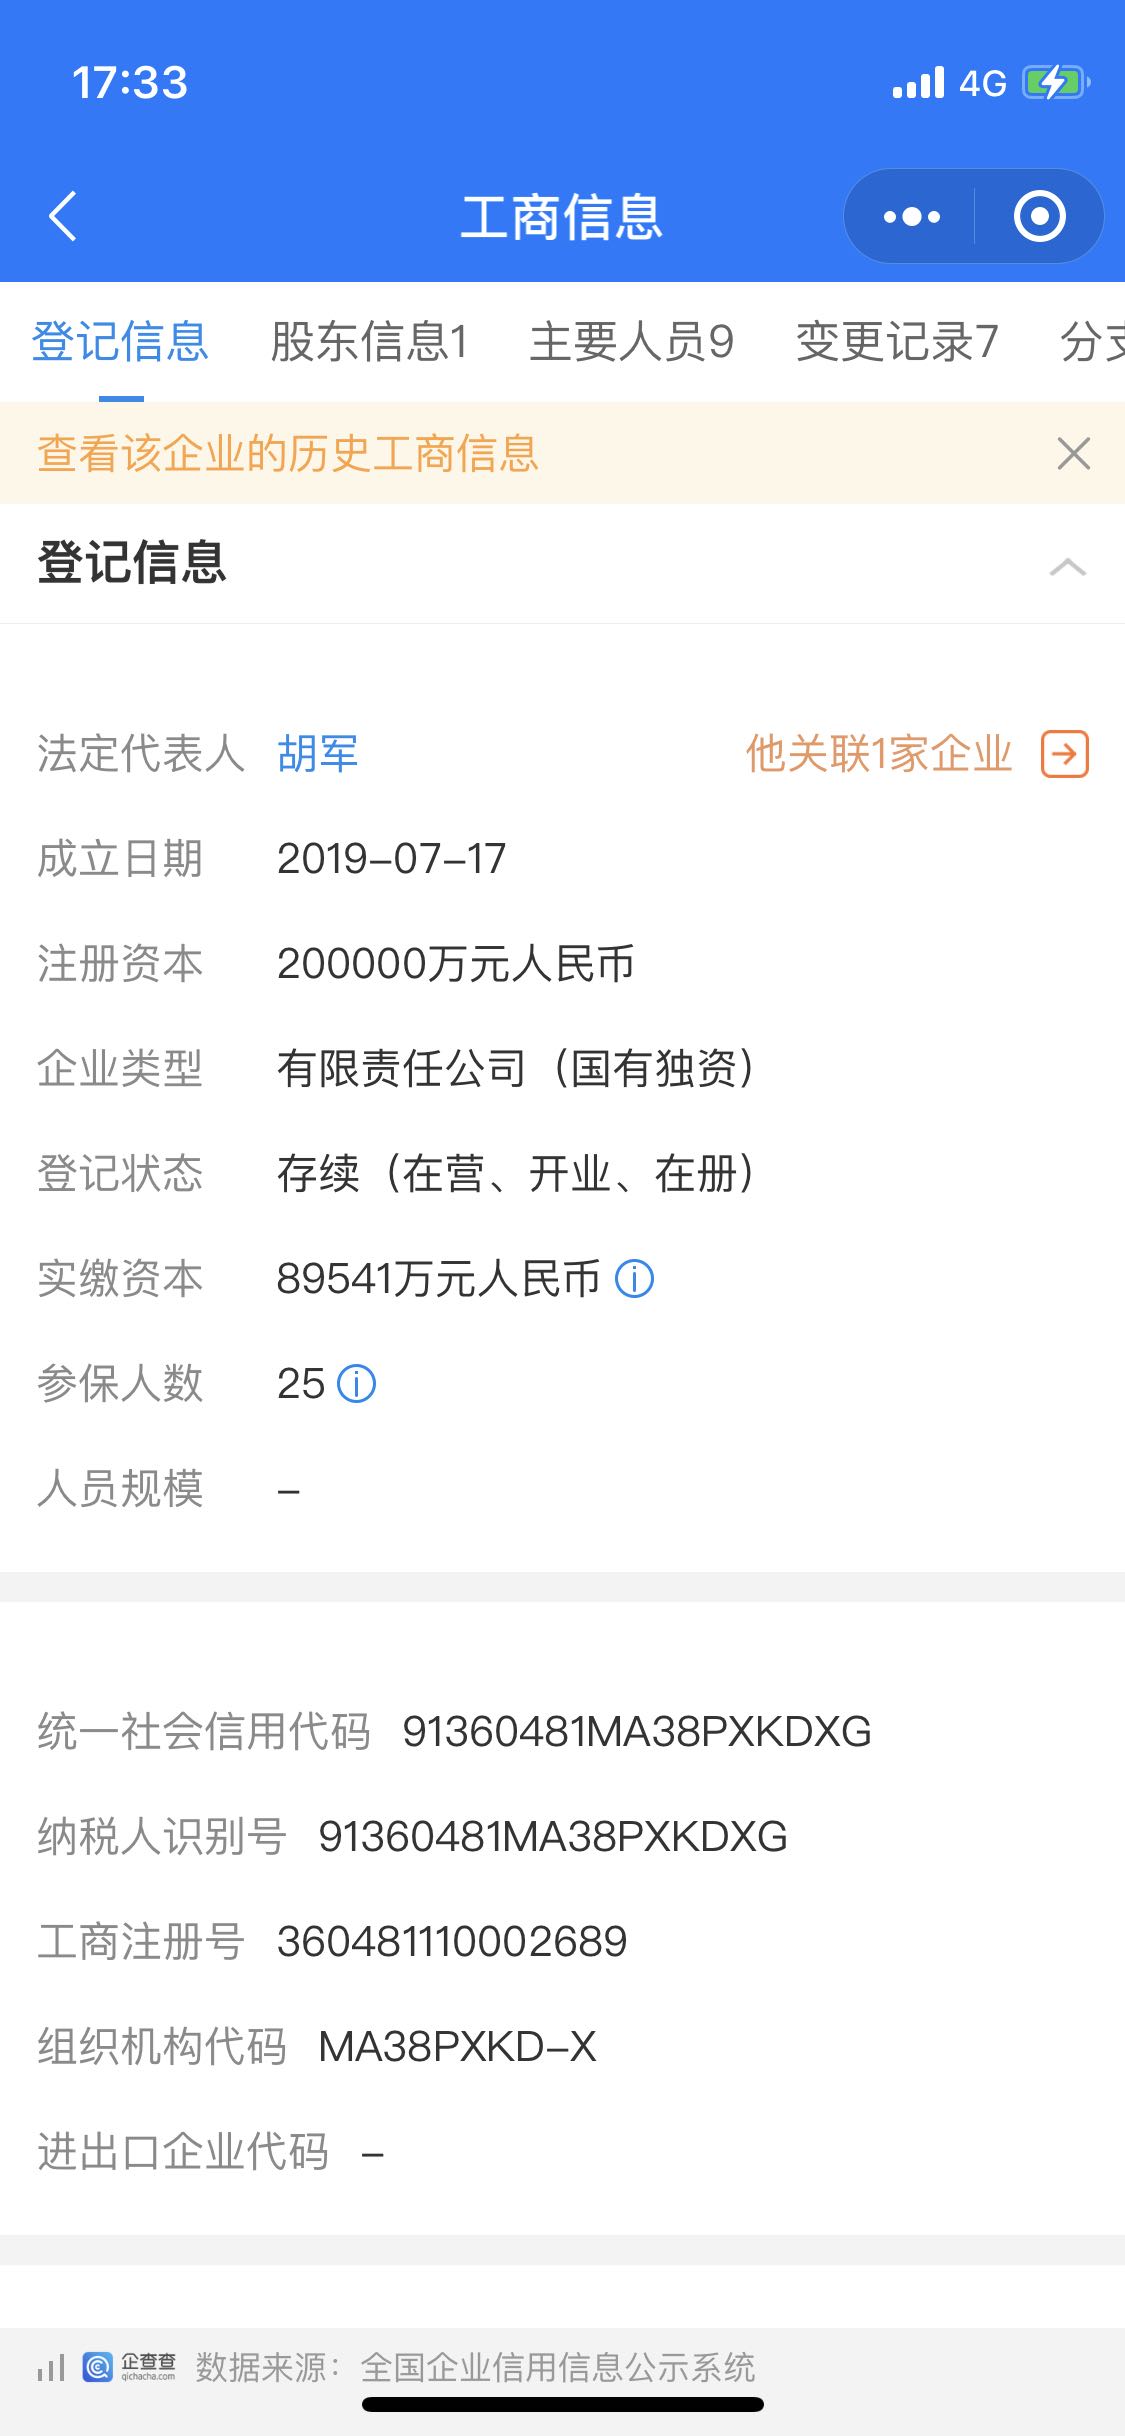 17:33
4G
工商信息
登记信息 股东信息1 主要人员9 变更记录7 分
查看该企业的历史工商信息
登记信息
法定代表人 胡军 他关联1家企业
成立日期 2019-07-17
注册资本 200000万元人民币
企业类型 有限责任公司（国有独资）
登记状态 存续（在营、开业、在册）
实缴资本 89541万元人民币
参保人数 25
人员规模 -
统一社会信用代码 91360481MA38PXKDXG
纳税人识别号 91360481MA38PXKDXG
工商注册号 360481110002689
组织机构代码 MA38PXKD-X
进出口企业代码 -
企查查 qichacha.com 数据来源：全国企业信用信息公示系统